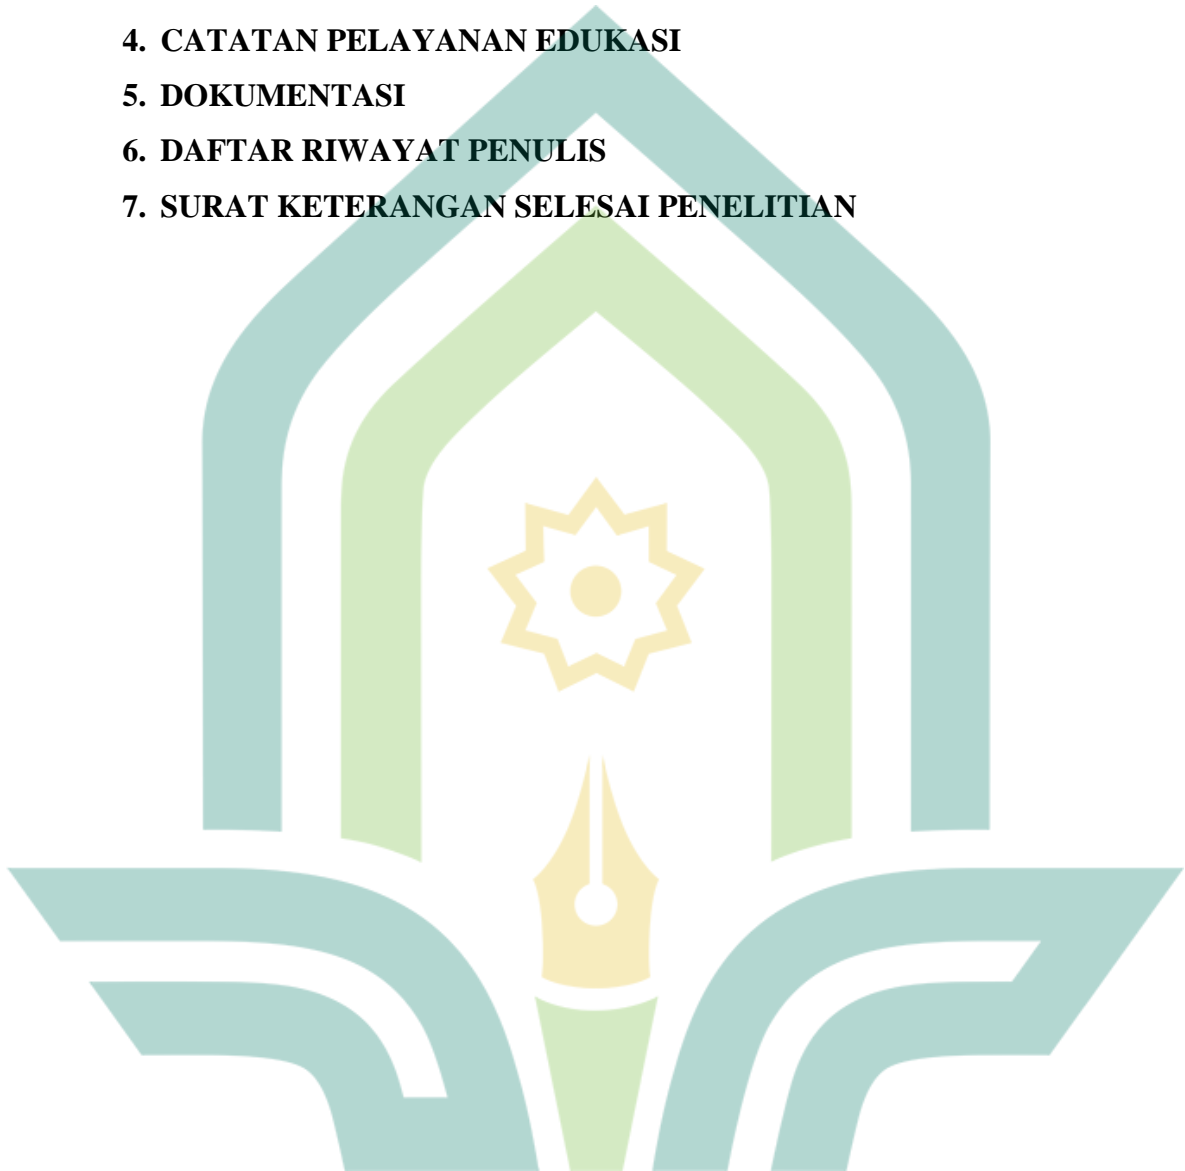 4. CATATAN PELAYANAN EDUKASI
5. DOKUMENTASI
6. DAFTAR RIWAYAT PENULIS
7. SURAT KETERANGAN SELESAI PENELITIAN